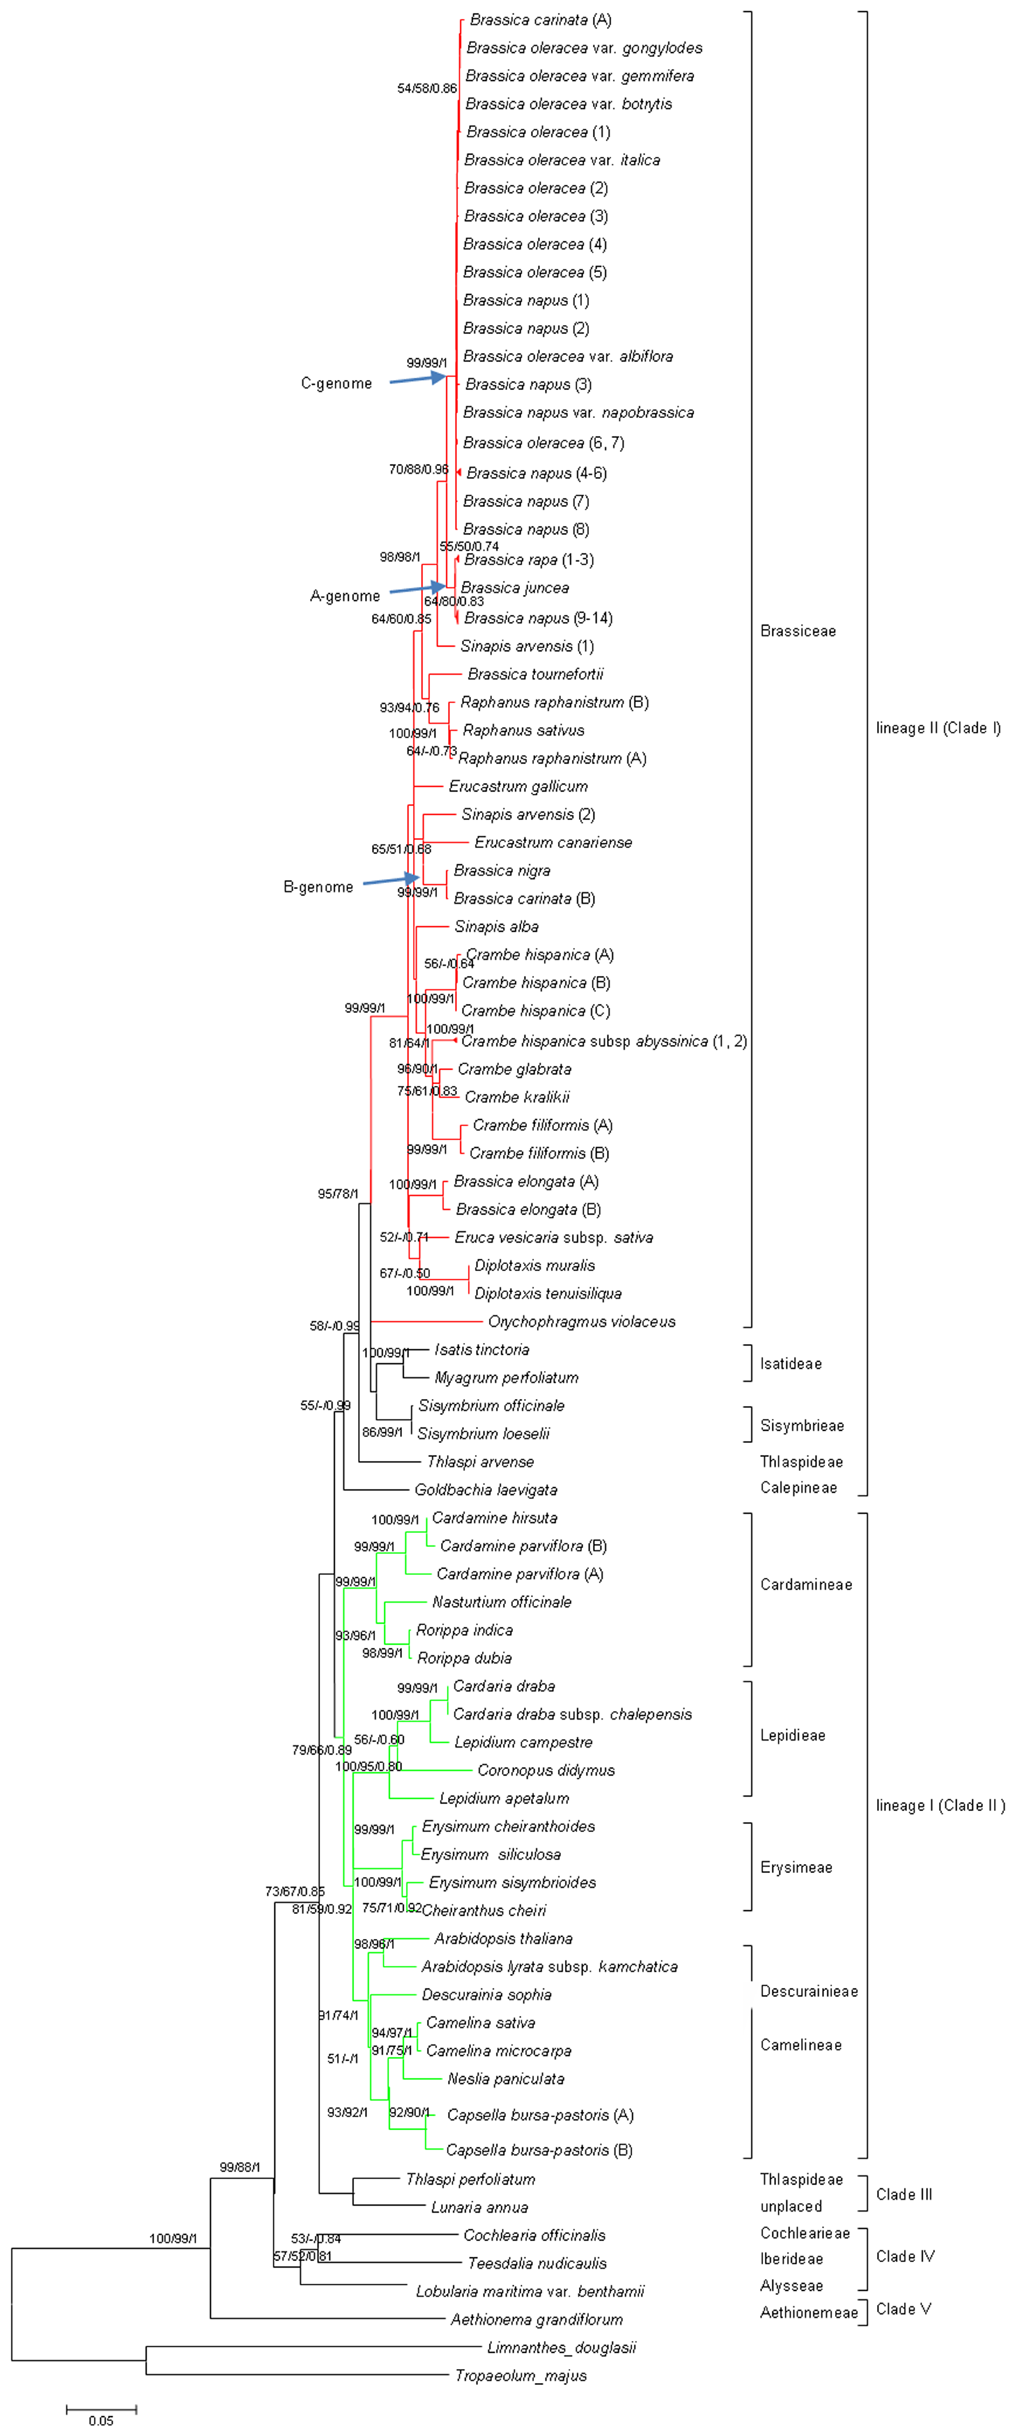 Brassica carinata (A)
Brassica oleracea var. gongylodes
Brassica oleracea var. gemmifera
54/58/0.86
Brassica oleracea var. botrytis
Brassica oleracea (1)
Brassica oleracea var. italica
Brassica oleracea (2)
Brassica oleracea (3)
Brassica oleracea (4)
Brassica oleracea (5)
Brassica napus (1)
Brassica napus (2)
Brassica oleracea var. albiflora
99/99/1
C-genome
Brassica napus (3)
Brassica napus var. napobrassica
Brassica oleracea (6, 7)
70/88/0.96
Brassica napus (4-6)
Brassica napus (7)
Brassica napus (8)
55/50/0.74
98/98/1
Brassica rapa (1-3)
Brassica juncea
A-genome
64/80/0.83
64/60/0.85
Brassica napus (9-14)
Brassiceae
Sinapis arvensis (1)
Brassica tournefortii
Raphanus raphanistrum (B)
93/94/0.76
lineage II (Clade I)
100/99/1
Raphanus sativus
64/-/0.73
Raphanus raphanistrum (A)
Erucastrum gallicum
Sinapis arvensis (2)
Erucastrum canariense
65/51/0.68
Brassica nigra
B-genome
99/99/1
Brassica carinata (B)
Sinapis alba
Crambe hispanica (A)
56/-/0.64
Crambe hispanica (B)
100/99/1
Crambe hispanica (C)
99/99/1
100/99/1
81/64/1
Crambe hispanica subsp abyssinica (1, 2)
96/90/1
Crambe glabrata
75/61/0.83
Crambe kralikii
Crambe filiformis (A)
99/99/1
Crambe filiformis (B)
100/99/1
Brassica elongata (A)
95/78/1
Brassica elongata (B)
52/-/0.71
Eruca vesicaria subsp. sativa
Diplotaxis muralis
67/-/0.50
100/99/1
Diplotaxis tenuisiliqua
Orychophragmus violaceus
58/-/0.99
100/99/1
Isatis tinctoria
Isatideae
Myagrum perfoliatum
55/-/0.99
Sisymbrium officinale
Sisymbrieae
86/99/1
Sisymbrium loeselii
Thlaspi arvense
Thlaspideae
Goldbachia laevigata
Calepineae
100/99/1
Cardamine hirsuta
99/99/1
Cardamine parviflora (B)
Cardamine parviflora (A)
99/99/1
Cardamineae
Nasturtium officinale
93/96/1
Rorippa indica
98/99/1
Rorippa dubia
99/99/1
Cardaria draba
100/99/1
Cardaria draba subsp. chalepensis
56/-/0.60
Lepidium campestre
Lepidieae
79/66/0.89
100/95/0.80
Coronopus didymus
Lepidium apetalum
lineage I (Clade II )
99/99/1
Erysimum cheiranthoides
Erysimum siliculosa
Erysimeae
100/99/1
Erysimum sisymbrioides
73/67/0.85
81/59/0.92
75/71/0.92
Cheiranthus cheiri
98/96/1
Arabidopsis thaliana
Arabidopsis lyrata subsp. kamchatica
Descurainia sophia
Descurainieae
91/74/1
Camelina sativa
94/97/1
Camelina microcarpa
91/75/1
Camelineae
51/-/1
Neslia paniculata
93/92/1
92/90/1
Capsella bursa-pastoris (A)
Capsella bursa-pastoris (B)
99/88/1
Thlaspi perfoliatum
Thlaspideae
Clade III
Lunaria annua
unplaced
100/99/1
53/-/0.84
Cochlearia officinalis
Cochlearieae
57/52/0.81
Teesdalia nudicaulis
Iberideae
Clade IV
Lobularia maritima var. benthamii
Alysseae
Aethionema grandiflorum
Aethionemeae
Clade V
Limnanthes_douglasii
Tropaeolum_majus
0.05